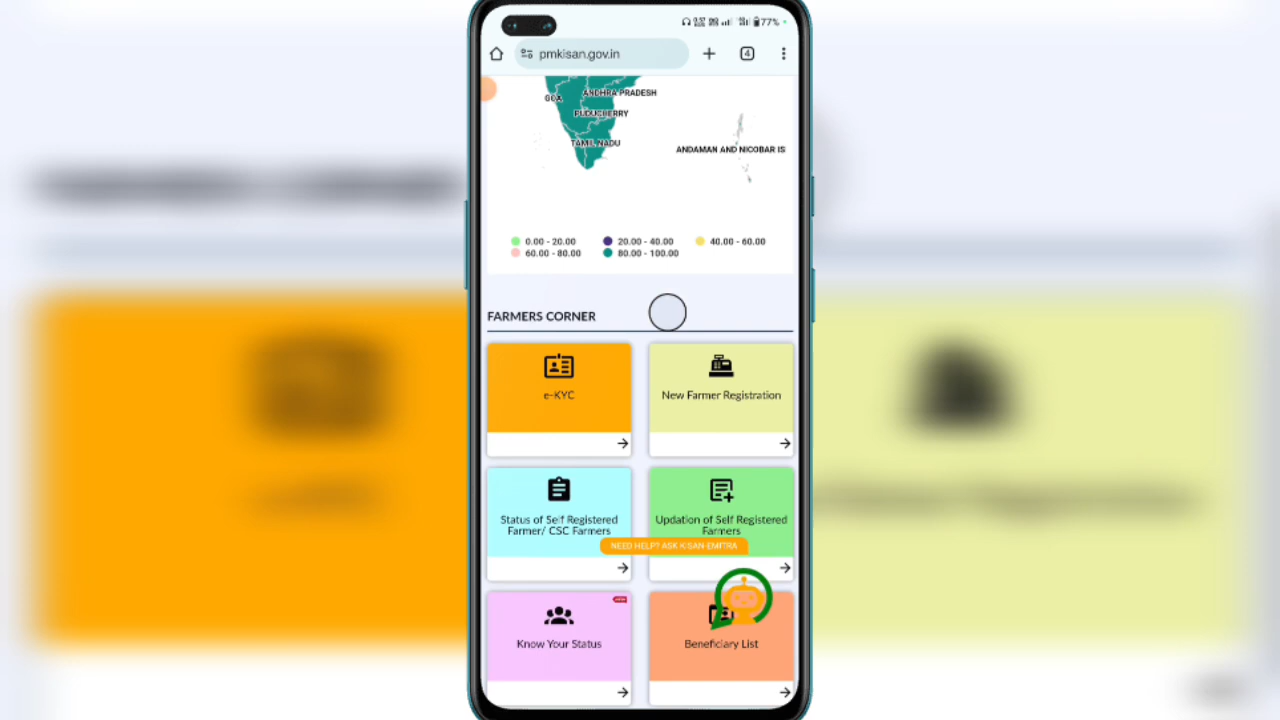 77%
pmkisan.gov.in
4
GOA
ANDHRA PRADESH
PUDUCHERRY
TAMIL NADU
ANDAMAN AND NICOBAR IS
0.00 - 20.00
20.00 - 40.00
40.00 - 60.00
60.00 - 80.00
80.00 - 100.00
FARMERS CORNER
e-KYC
New Farmer Registration
Status of Self Registered
Farmer/ CSC Farmers
Updation of Self Registered
Farmers
NEED HELP? ASK KISAN-EMITRA
Know Your Status
Beneficiary List